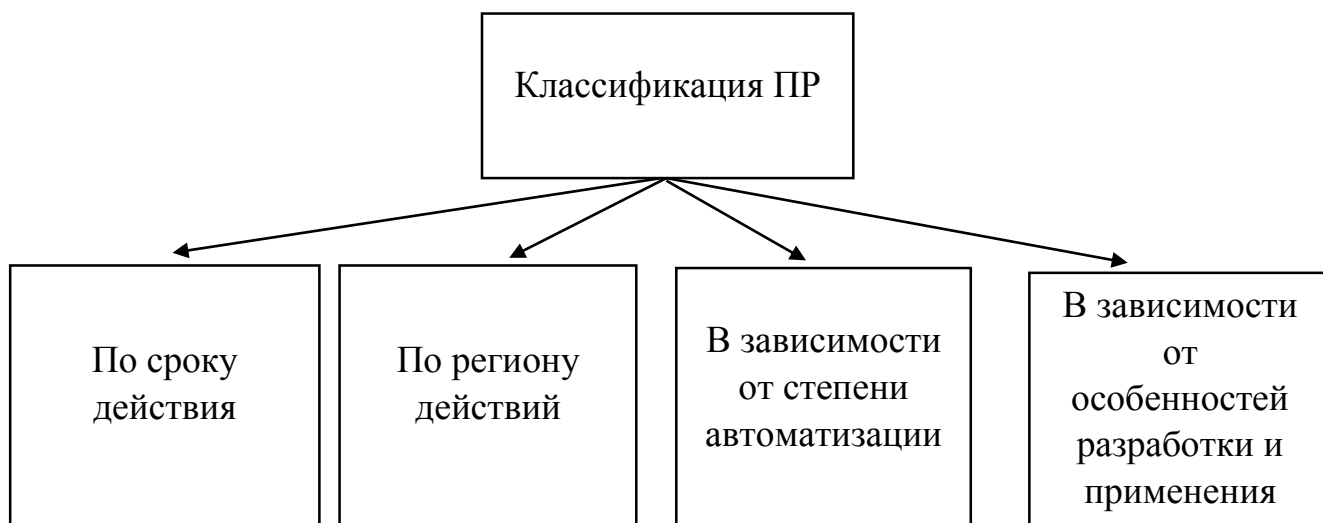 Классификация ПР
По сроку
действия
По региону
действий
В зависимости
от степени
автоматизации
В зависимости
от
особенностей
разработки и
применения